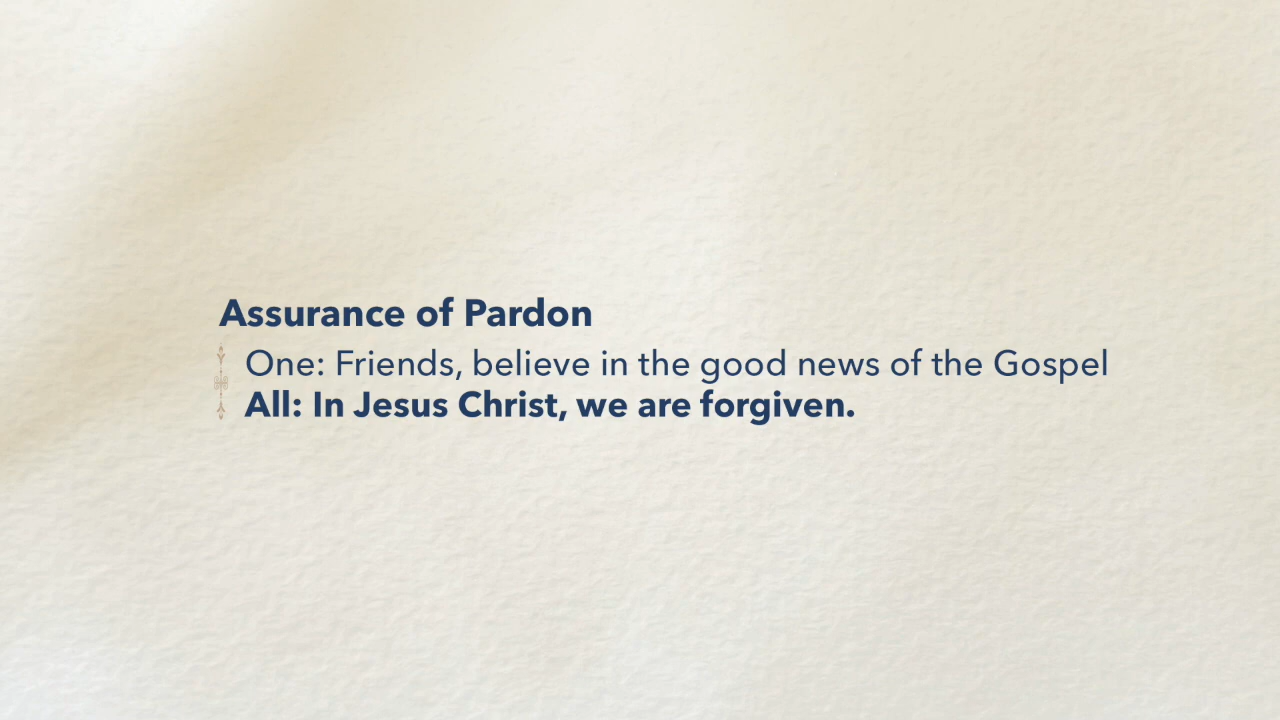 Assurance of Pardon
One: Friends, believe in the good news of the Gospel
All: In Jesus Christ, we are forgiven.